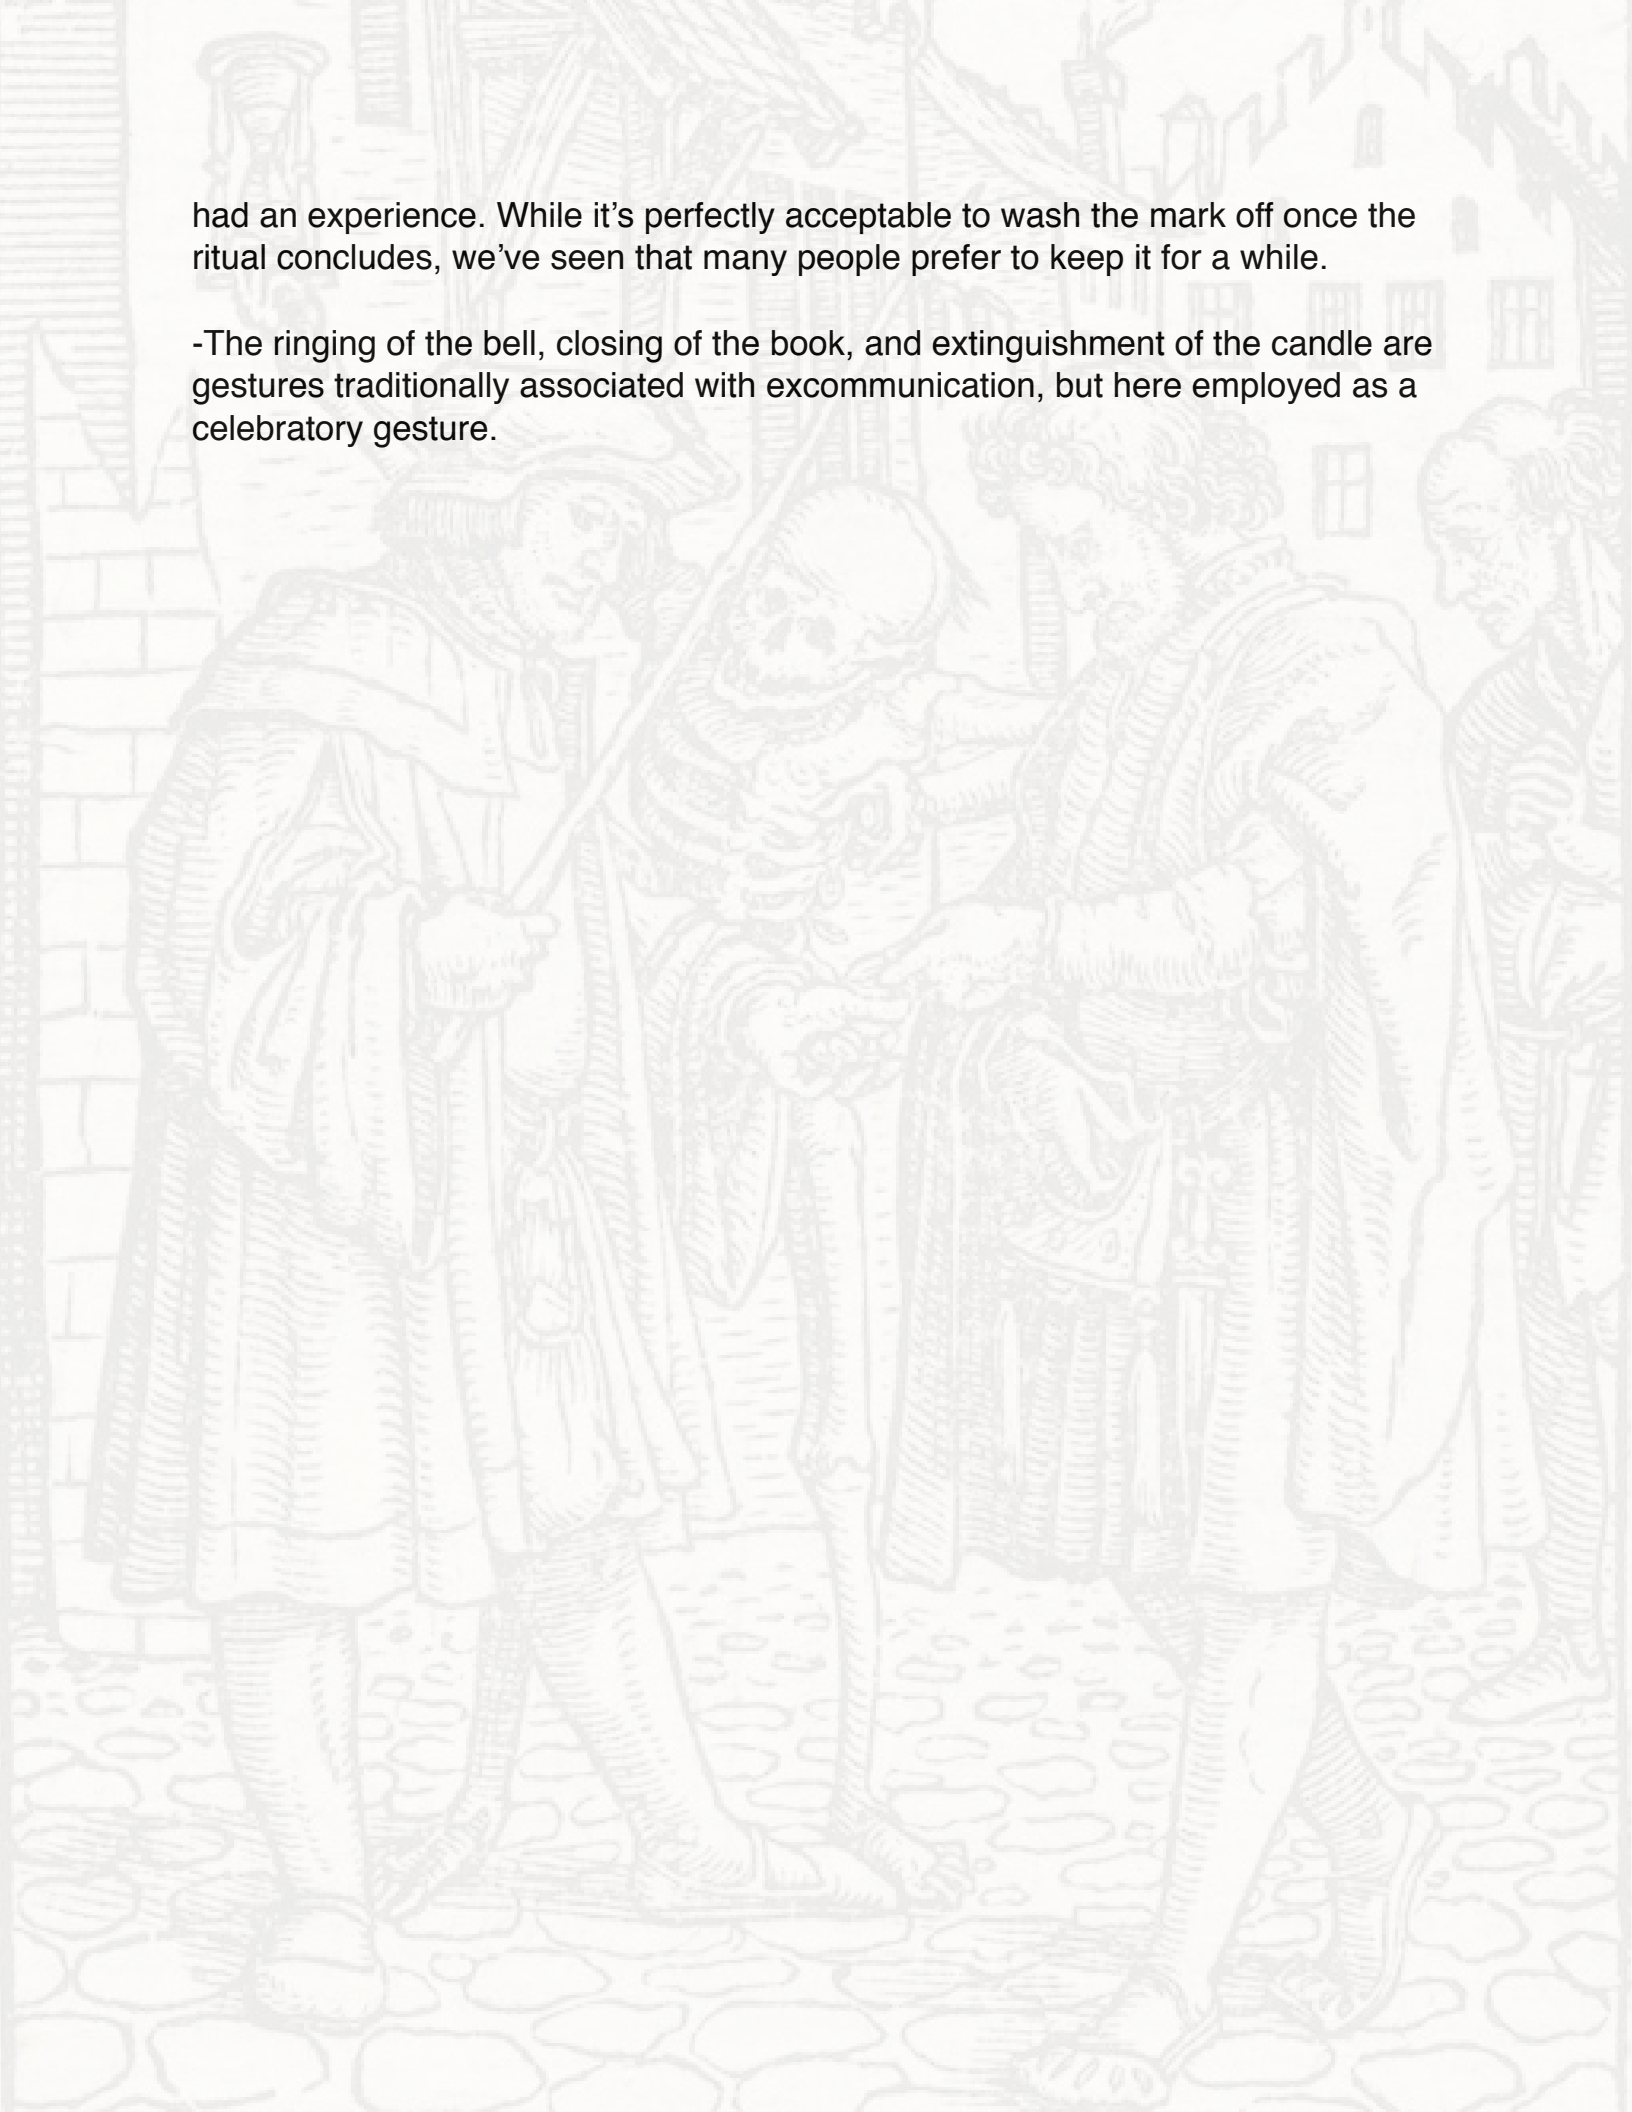 had an experience. While it’s perfectly acceptable to wash the mark off once the
ritual concludes, we’ve seen that many people prefer to keep it for a while.
-The ringing of the bell, closing of the book, and extinguishment of the candle are
gestures traditionally associated with excommunication, but here employed as a
celebratory gesture.